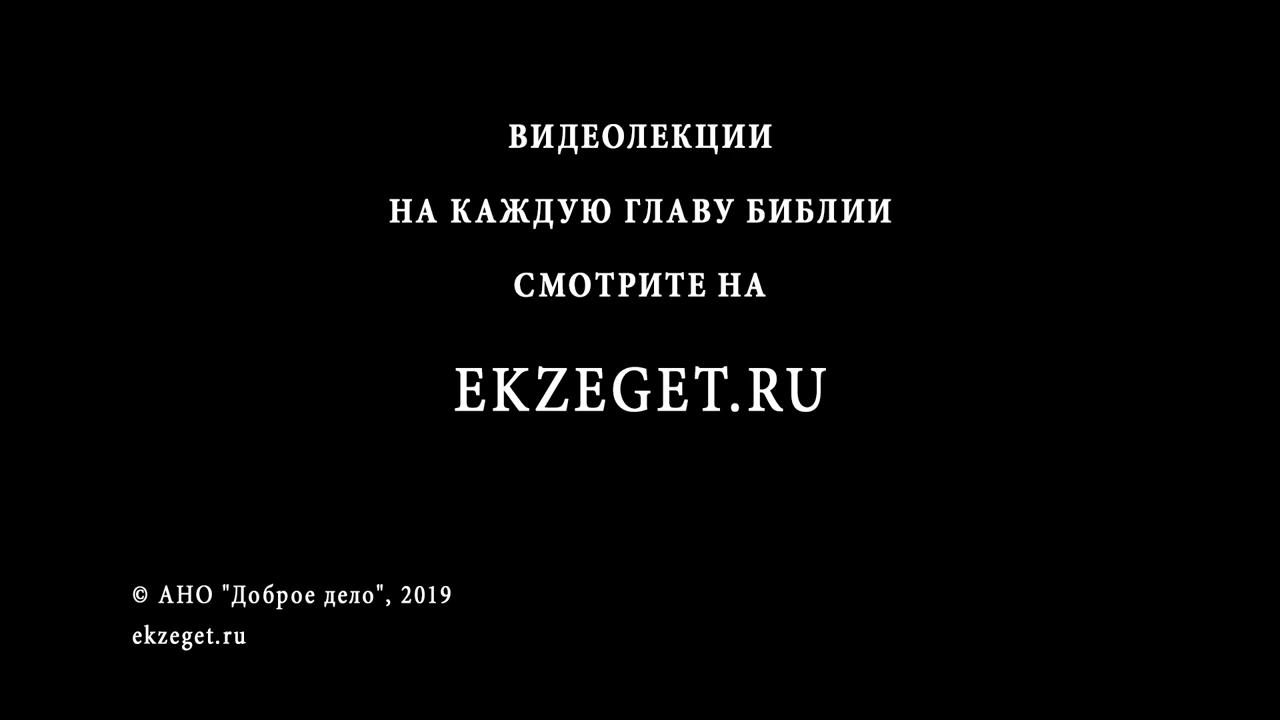 ВИДЕОЛЕКЦИИ
НА КАЖДУЮ ГЛАВУ БИБЛИИ
СМОТРИТЕ НА
EKZEGET.RU
© АНО "Доброе дело", 2019
ekzeget.ru